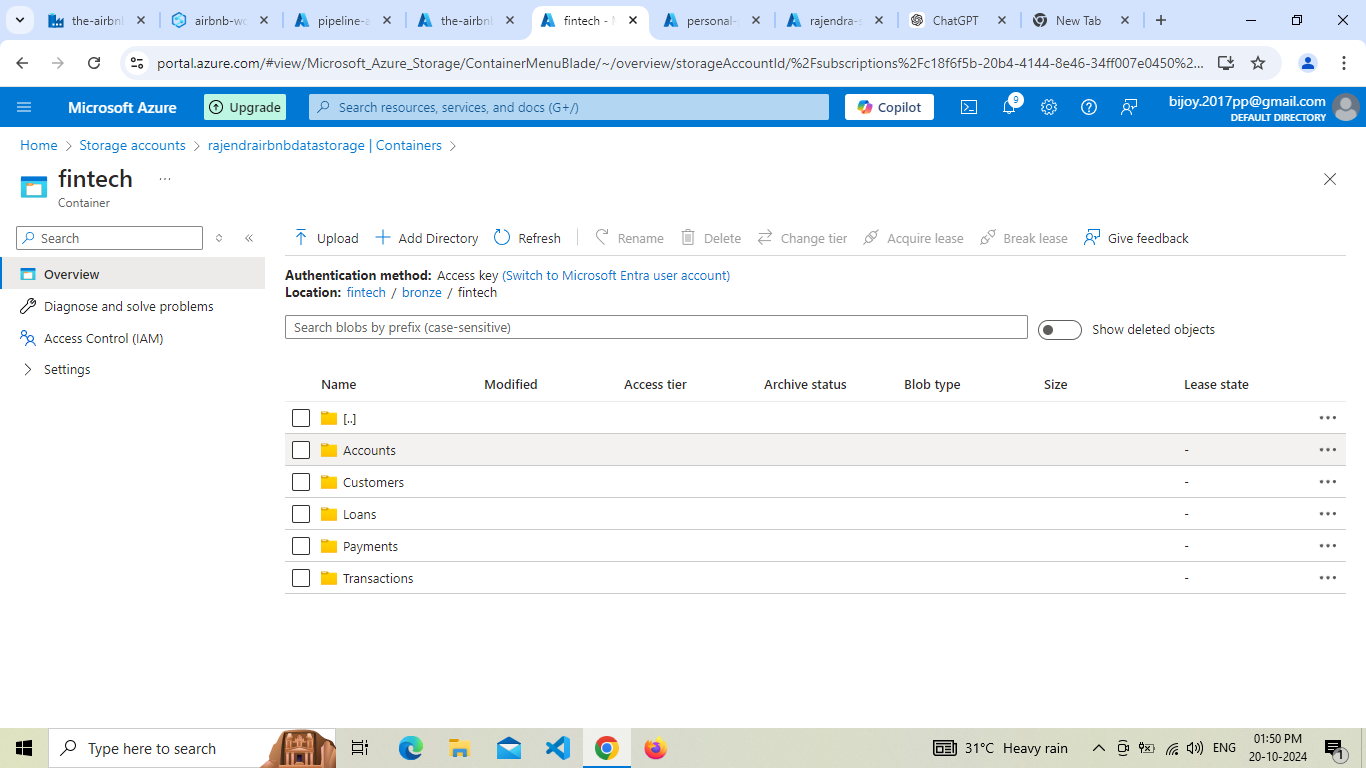 the-airbnl
airbnb-wo
pipeline-a
the-airbnl
fintech - M
personal-
rajendra-s
ChatGPT
New Tab
portal.azure.com/#view/Microsoft_Azure_Storage/ContainerMenuBlade/~/overview/storageAccountId/%2Fsubscriptions%2Fc18f6f5b-20b4-4144-8e46-34ff007e0450%2...
Microsoft Azure
Upgrade
Search resources, services, and docs (G+/)
Copilot
9
bijoy.2017pp@gmail.com
DEFAULT DIRECTORY
Home > Storage accounts > rajendrairbnbdatastorage | Containers >
fintech ...
Container
Search
Overview
Diagnose and solve problems
Access Control (IAM)
Settings
Upload Add Directory Refresh Rename Delete Change tier Acquire lease Break lease Give feedback
Authentication method: Access key (Switch to Microsoft Entra user account)
Location: fintech / bronze / fintech
Search blobs by prefix (case-sensitive)
Show deleted objects
Name Modified Access tier Archive status Blob type Size Lease state
[..]
Accounts -
Customers -
Loans -
Payments -
Transactions -
Type here to search
31°C Heavy rain
ENG
01:50 PM
20-10-2024
1